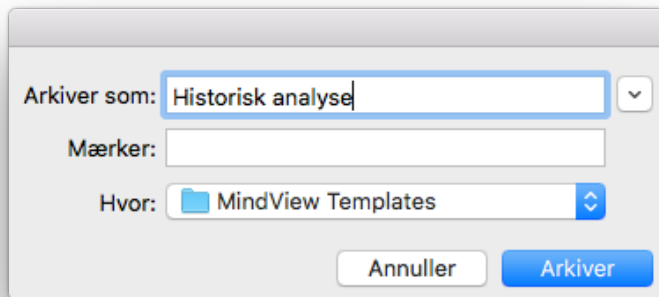 Arkiver som: Historisk analyse
Mærker:
Hvor: MindView Templates
Annuller Arkiver